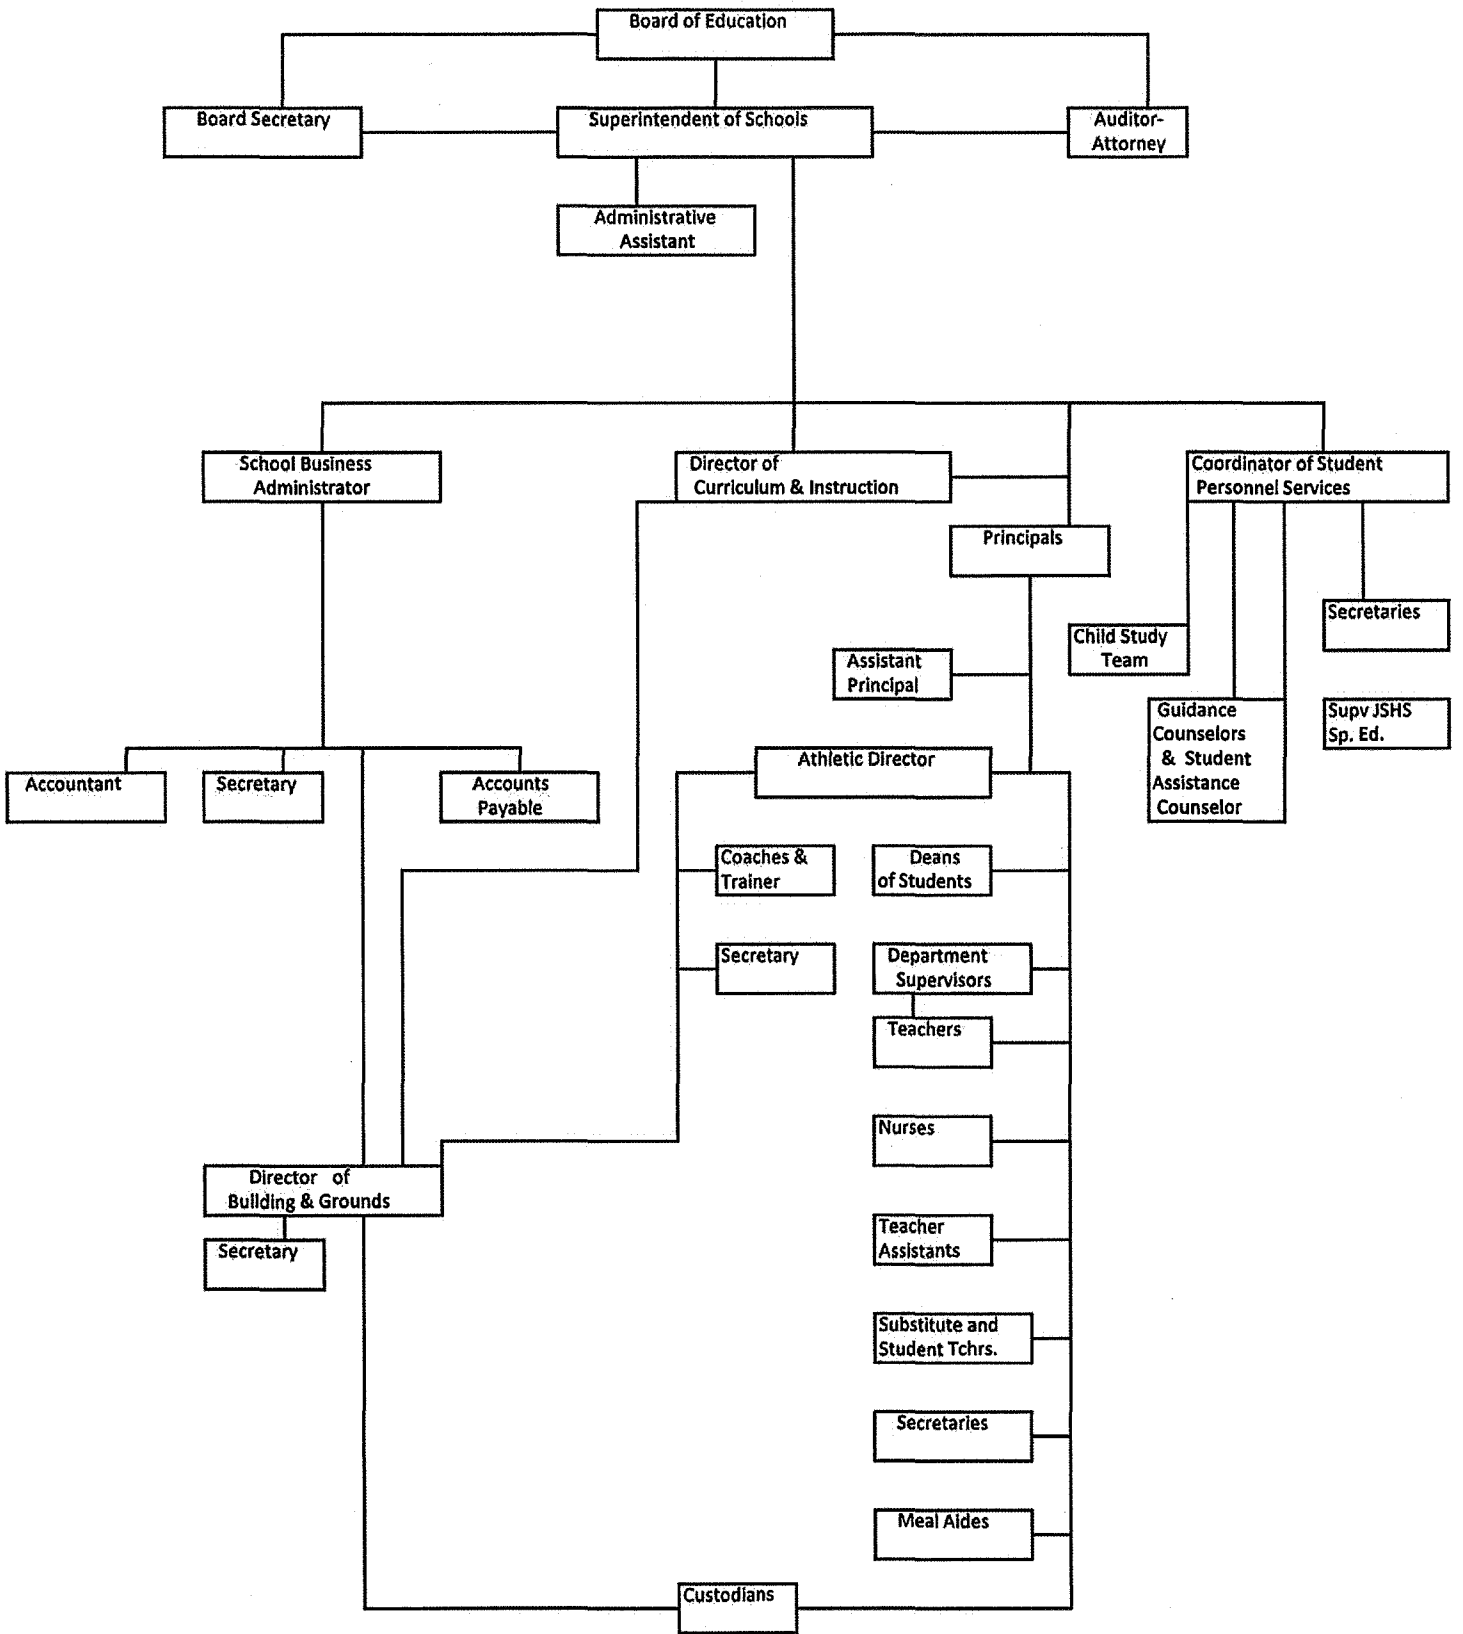 Board of Education
Board Secretary
Superintendent of Schools
Auditor-
Attorney
Administrative
Assistant
School Business
Administrator
Director of
Curriculum & Instruction
Coordinator of Student
Personnel Services
Principals
Secretaries
Child Study
Team
Assistant
Principal
Guidance
Counselors
& Student
Assistance
Counselor
Supv JSHS
Sp. Ed.
Athletic Director
Accountant
Secretary
Accounts
Payable
Coaches &
Trainer
Deans
of Students
Secretary
Department
Supervisors
Teachers
Nurses
Director of
Building & Grounds
Secretary
Teacher
Assistants
Substitute and
Student Tchrs.
Secretaries
Meal Aides
Custodians